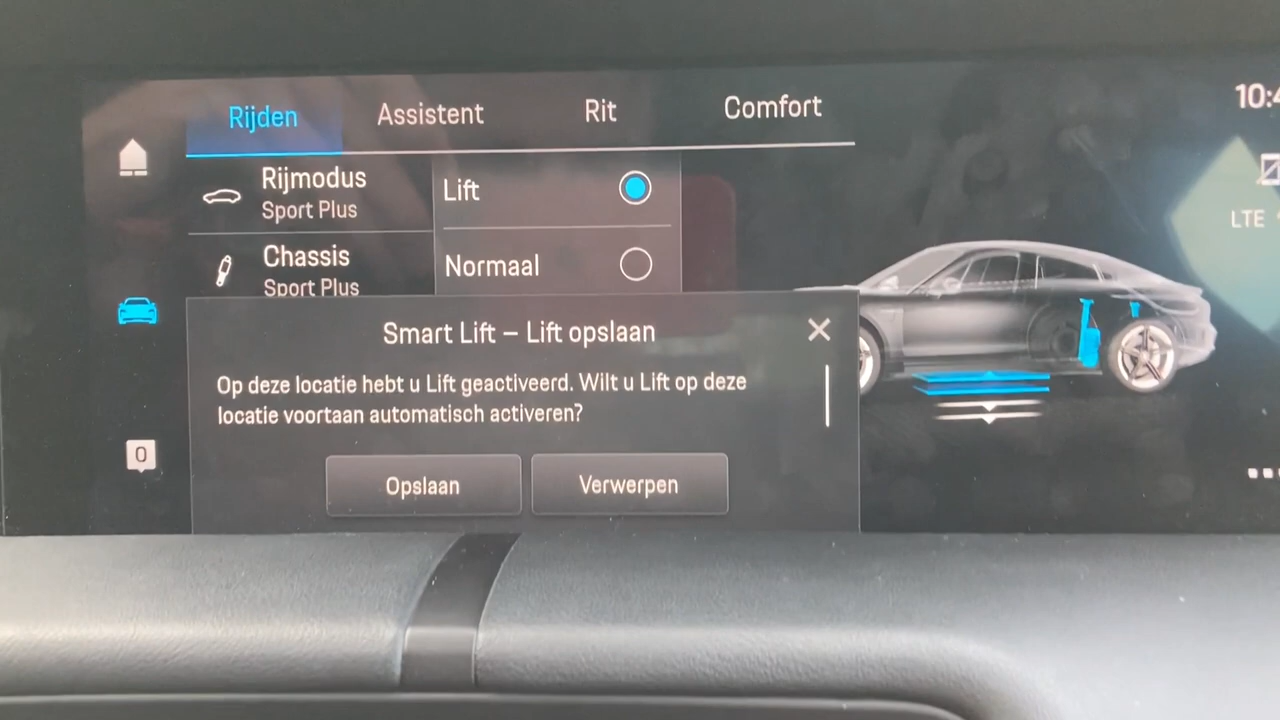 Rijden Assistent Rit Comfort
10:4
Rijmodus
Sport Plus
Lift
Chassis
Sport Plus
Normaal
LTE
Smart Lift – Lift opslaan
Op deze locatie hebt u Lift geactiveerd. Wilt u Lift op deze
locatie voortaan automatisch activeren?
0
Opslaan Verwerpen